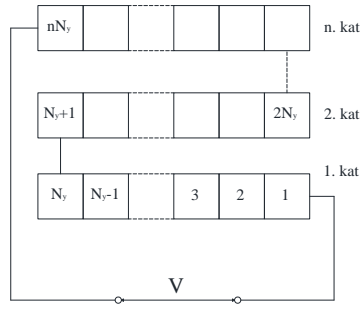 nNy n. kat
Ny+1 2Ny 2. kat
1. kat
Ny Ny-1 3 2 1
V